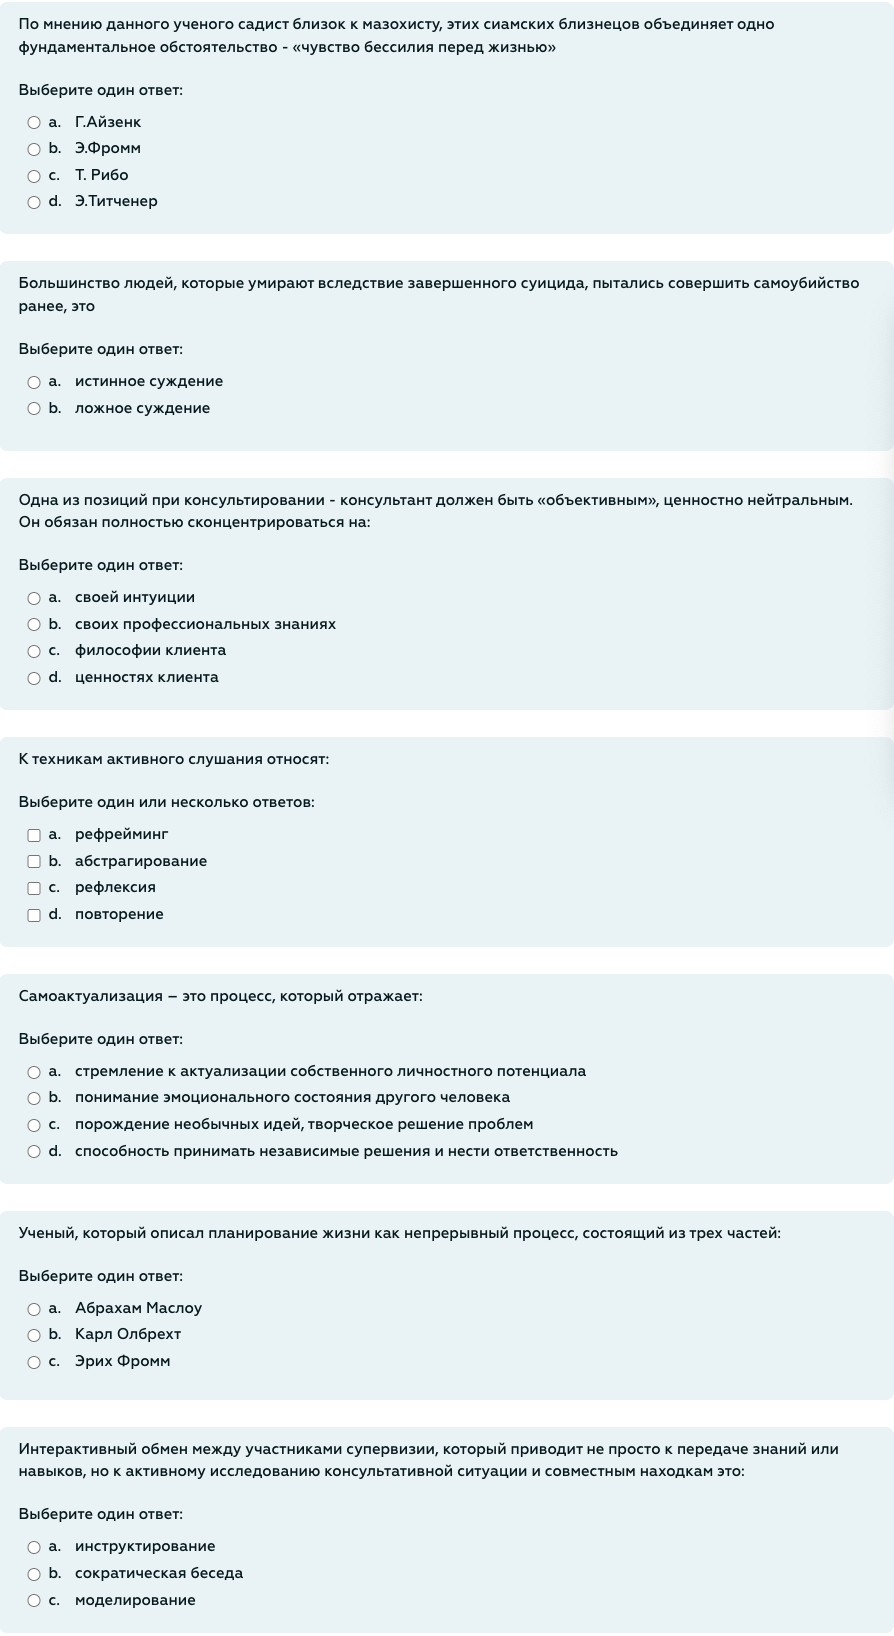 По мнению данного ученого садист близок к мазохисту, этих сиамских близнецов объединяет одно
фундаментальное обстоятельство - «чувство бессилия перед жизнью»
Выберите один ответ:
a. Г.Айзенк
b. Э.Фромм
c. Т. Рибо
d. Э.Титченер
Большинство людей, которые умирают вследствие завершенного суицида, пытались совершить самоубийство
ранее, это
Выберите один ответ:
a. истинное суждение
b. ложное суждение
Одна из позиций при консультировании - консультант должен быть «объективным», ценностно нейтральным.
Он обязан полностью сконцентрироваться на:
Выберите один ответ:
a. своей интуиции
b. своих профессиональных знаниях
c. философии клиента
d. ценностях клиента
К техникам активного слушания относят:
Выберите один или несколько ответов:
a. рефрейминг
b. абстрагирование
c. рефлексия
d. повторение
Самоактуализация – это процесс, который отражает:
Выберите один ответ:
a. стремление к актуализации собственного личностного потенциала
b. понимание эмоционального состояния другого человека
c. порождение необычных идей, творческое решение проблем
d. способность принимать независимые решения и нести ответственность
Ученый, который описал планирование жизни как непрерывный процесс, состоящий из трех частей:
Выберите один ответ:
a. Абрахам Маслоу
b. Карл Олбрехт
c. Эрих Фромм
Интерактивный обмен между участниками супервизии, который приводит не просто к передаче знаний или
навыков, но к активному исследованию консультативной ситуации и совместным находкам это:
Выберите один ответ:
a. инструктирование
b. сократическая беседа
c. моделирование